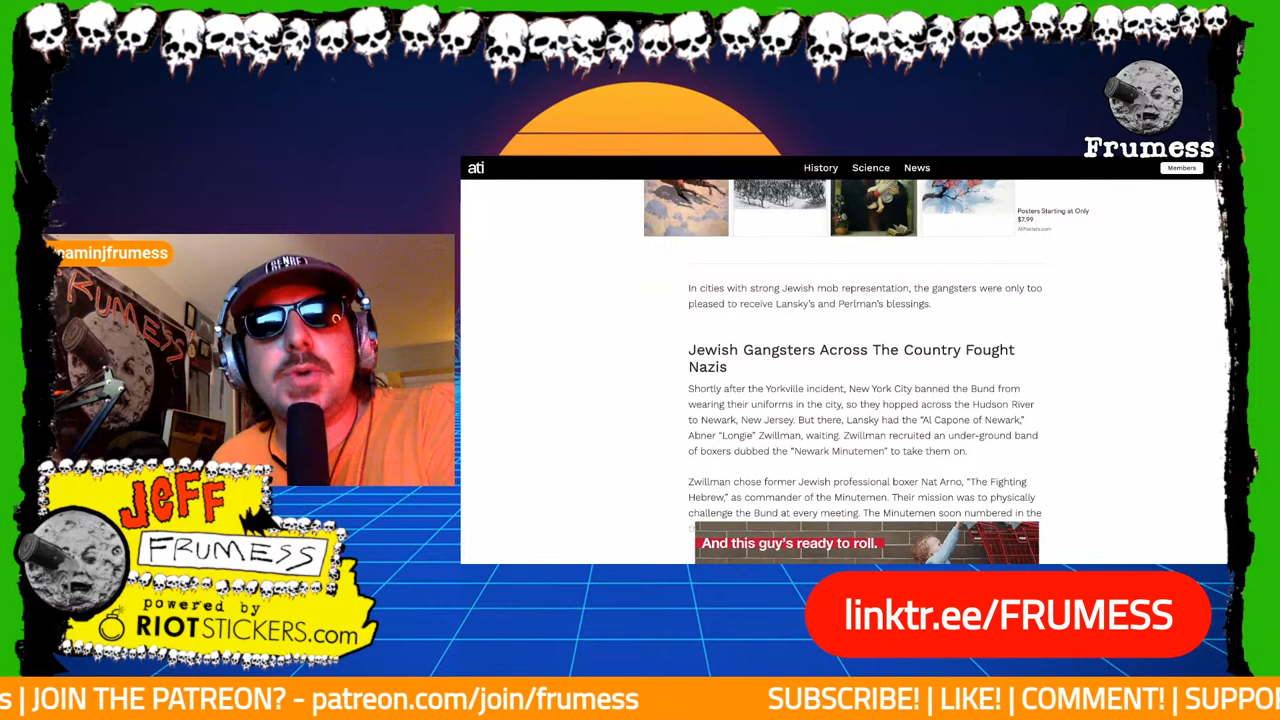 Frumess
ati
History Science News
Members
f
Posters Starting at Only
$7.99
AllPosters.com
naminjfrumess
GENRE
FRUMESS
In cities with strong Jewish mob representation, the gangsters were only too
pleased to receive Lansky's and Perlman's blessings.
Jewish Gangsters Across The Country Fought
Nazis
Shortly after the Yorkville incident, New York City banned the Bund from
wearing their uniforms in the city, so they hopped across the Hudson River
to Newark, New Jersey. But there, Lansky had the “Al Capone of Newark,”
Abner “Longie” Zwillman, waiting. Zwillman recruited an under-ground band
of boxers dubbed the “Newark Minutemen” to take them on.
Zwillman chose former Jewish professional boxer Nat Arno, “The Fighting
Hebrew,” as commander of the Minutemen. Their mission was to physically
challenge the Bund at every meeting. The Minutemen soon numbered in the
And this guy's ready to roll.
JeFF
FRUMESS
powered by
RIOTSTICKERS.com
linktr.ee/FRUMESS
s | JOIN THE PATREON? - patreon.com/join/frumess
SUBSCRIBE! | LIKE! | COMMENT! | SUPPO